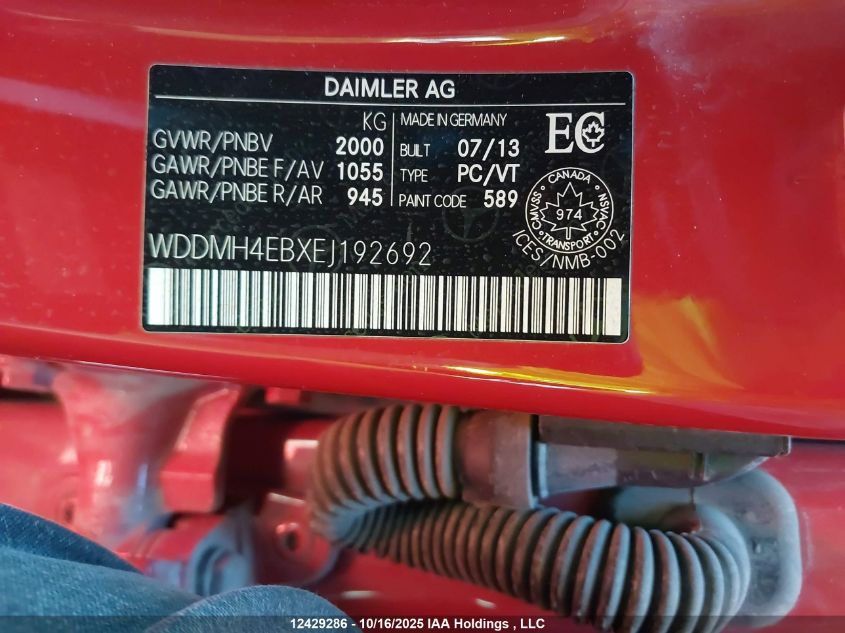 DAIMLER AG
KG
GVWR/PNBV 2000
GAWR/PNBE F/AV 1055
GAWR/PNBE R/AR 945
MADE IN GERMANY
BUILT 07/13
TYPE PC/VT
PAINT CODE 589
EC
CANADA
974
TRANSPORT
CMVSS
NSVAC
ICES/NMB-002
WDDMH4EBXEJ192692
12429286 - 10/16/2025 IAA Holdings , LLC